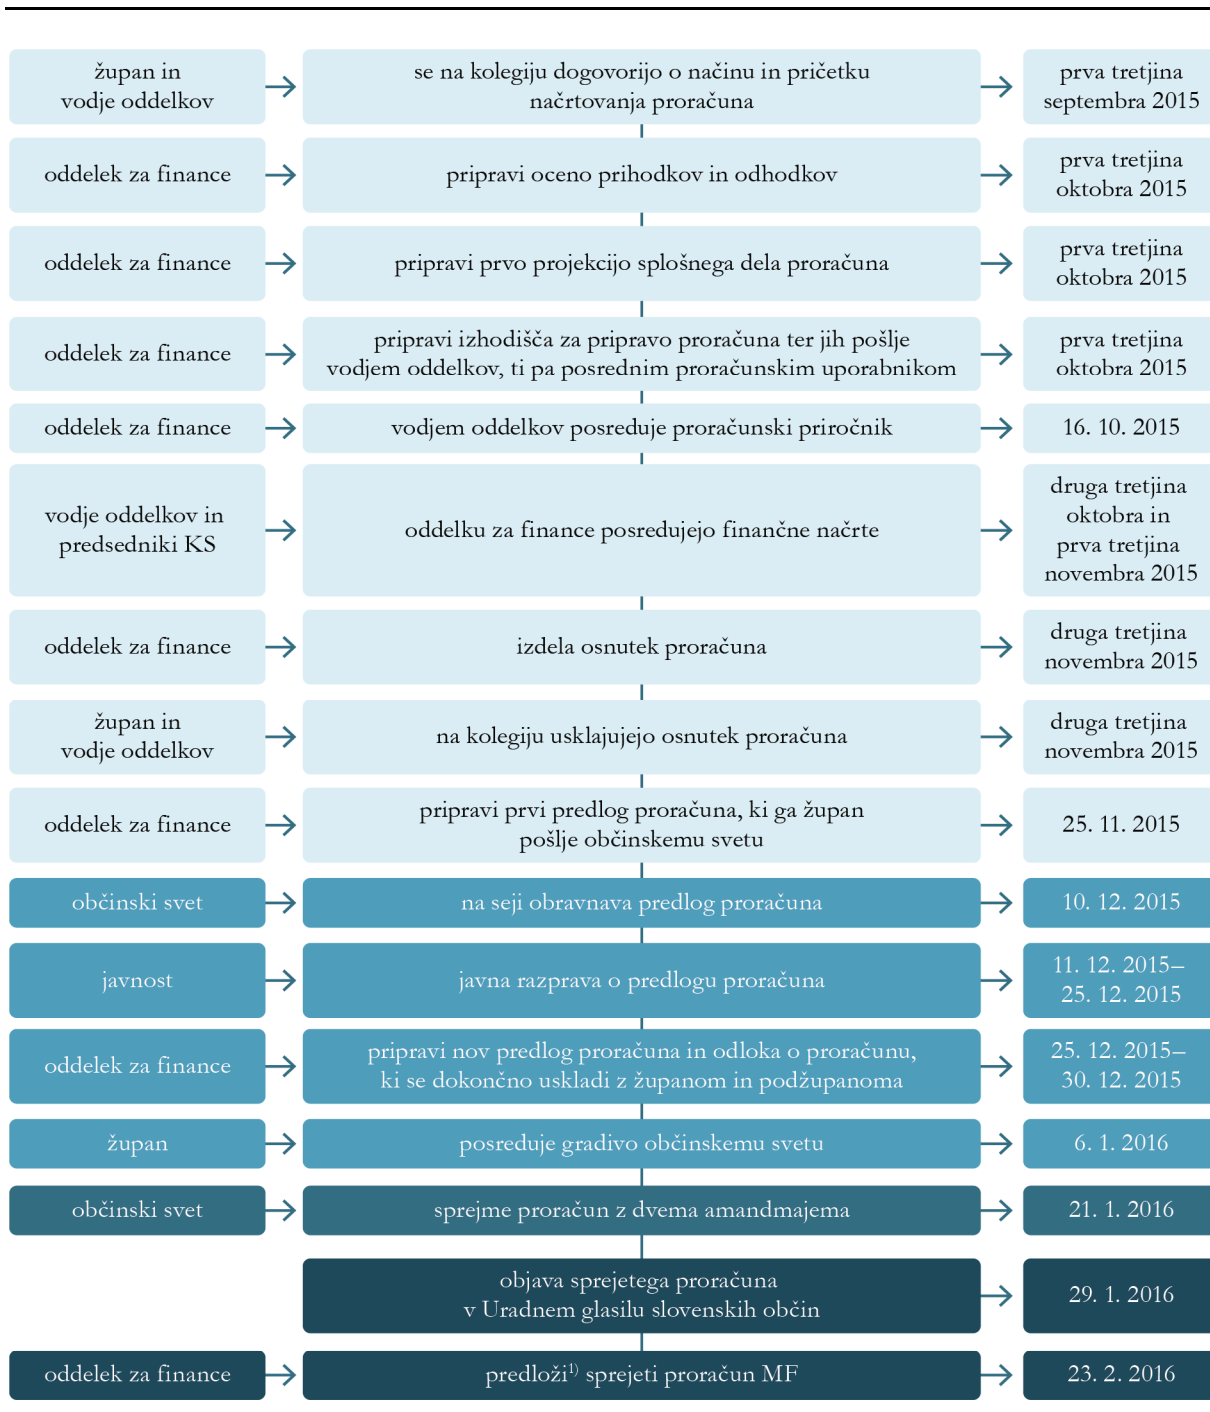 župan in
vodje oddelkov
se na kolegiju dogovorijo o načinu in pričetku
načrtovanja proračuna
prva tretjina
septembra 2015
oddelek za finance
pripravi oceno prihodkov in odhodkov
prva tretjina
oktobra 2015
oddelek za finance
pripravi prvo projekcijo splošnega dela proračuna
prva tretjina
oktobra 2015
oddelek za finance
pripravi izhodišča za pripravo proračuna ter jih pošlje
vodjem oddelkov, ti pa posrednim proračunskim uporabnikom
prva tretjina
oktobra 2015
oddelek za finance
vodjem oddelkov posreduje proračunski priročnik
16. 10. 2015
vodje oddelkov in
predsedniki KS
oddelku za finance posredujejo finančne načrte
druga tretjina
oktobra in
prva tretjina
novembra 2015
oddelek za finance
izdela osnutek proračuna
druga tretjina
novembra 2015
župan in
vodje oddelkov
na kolegiju usklajujejo osnutek proračuna
druga tretjina
novembra 2015
oddelek za finance
pripravi prvi predlog proračuna, ki ga župan
pošlje občinskemu svetu
25. 11. 2015
občinski svet
na seji obravnava predlog proračuna
10. 12. 2015
javnost
javna razprava o predlogu proračuna
11. 12. 2015–
25. 12. 2015
oddelek za finance
pripravi nov predlog proračuna in odloka o proračunu,
ki se dokončno uskladi z županom in podžupanoma
25. 12. 2015–
30. 12. 2015
župan
posreduje gradivo občinskemu svetu
6. 1. 2016
občinski svet
sprejme proračun z dvema amandmajema
21. 1. 2016
objava sprejetega proračuna
v Uradnem glasilu slovenskih občin
29. 1. 2016
oddelek za finance
predloži¹⁾ sprejeti proračun MF
23. 2. 2016